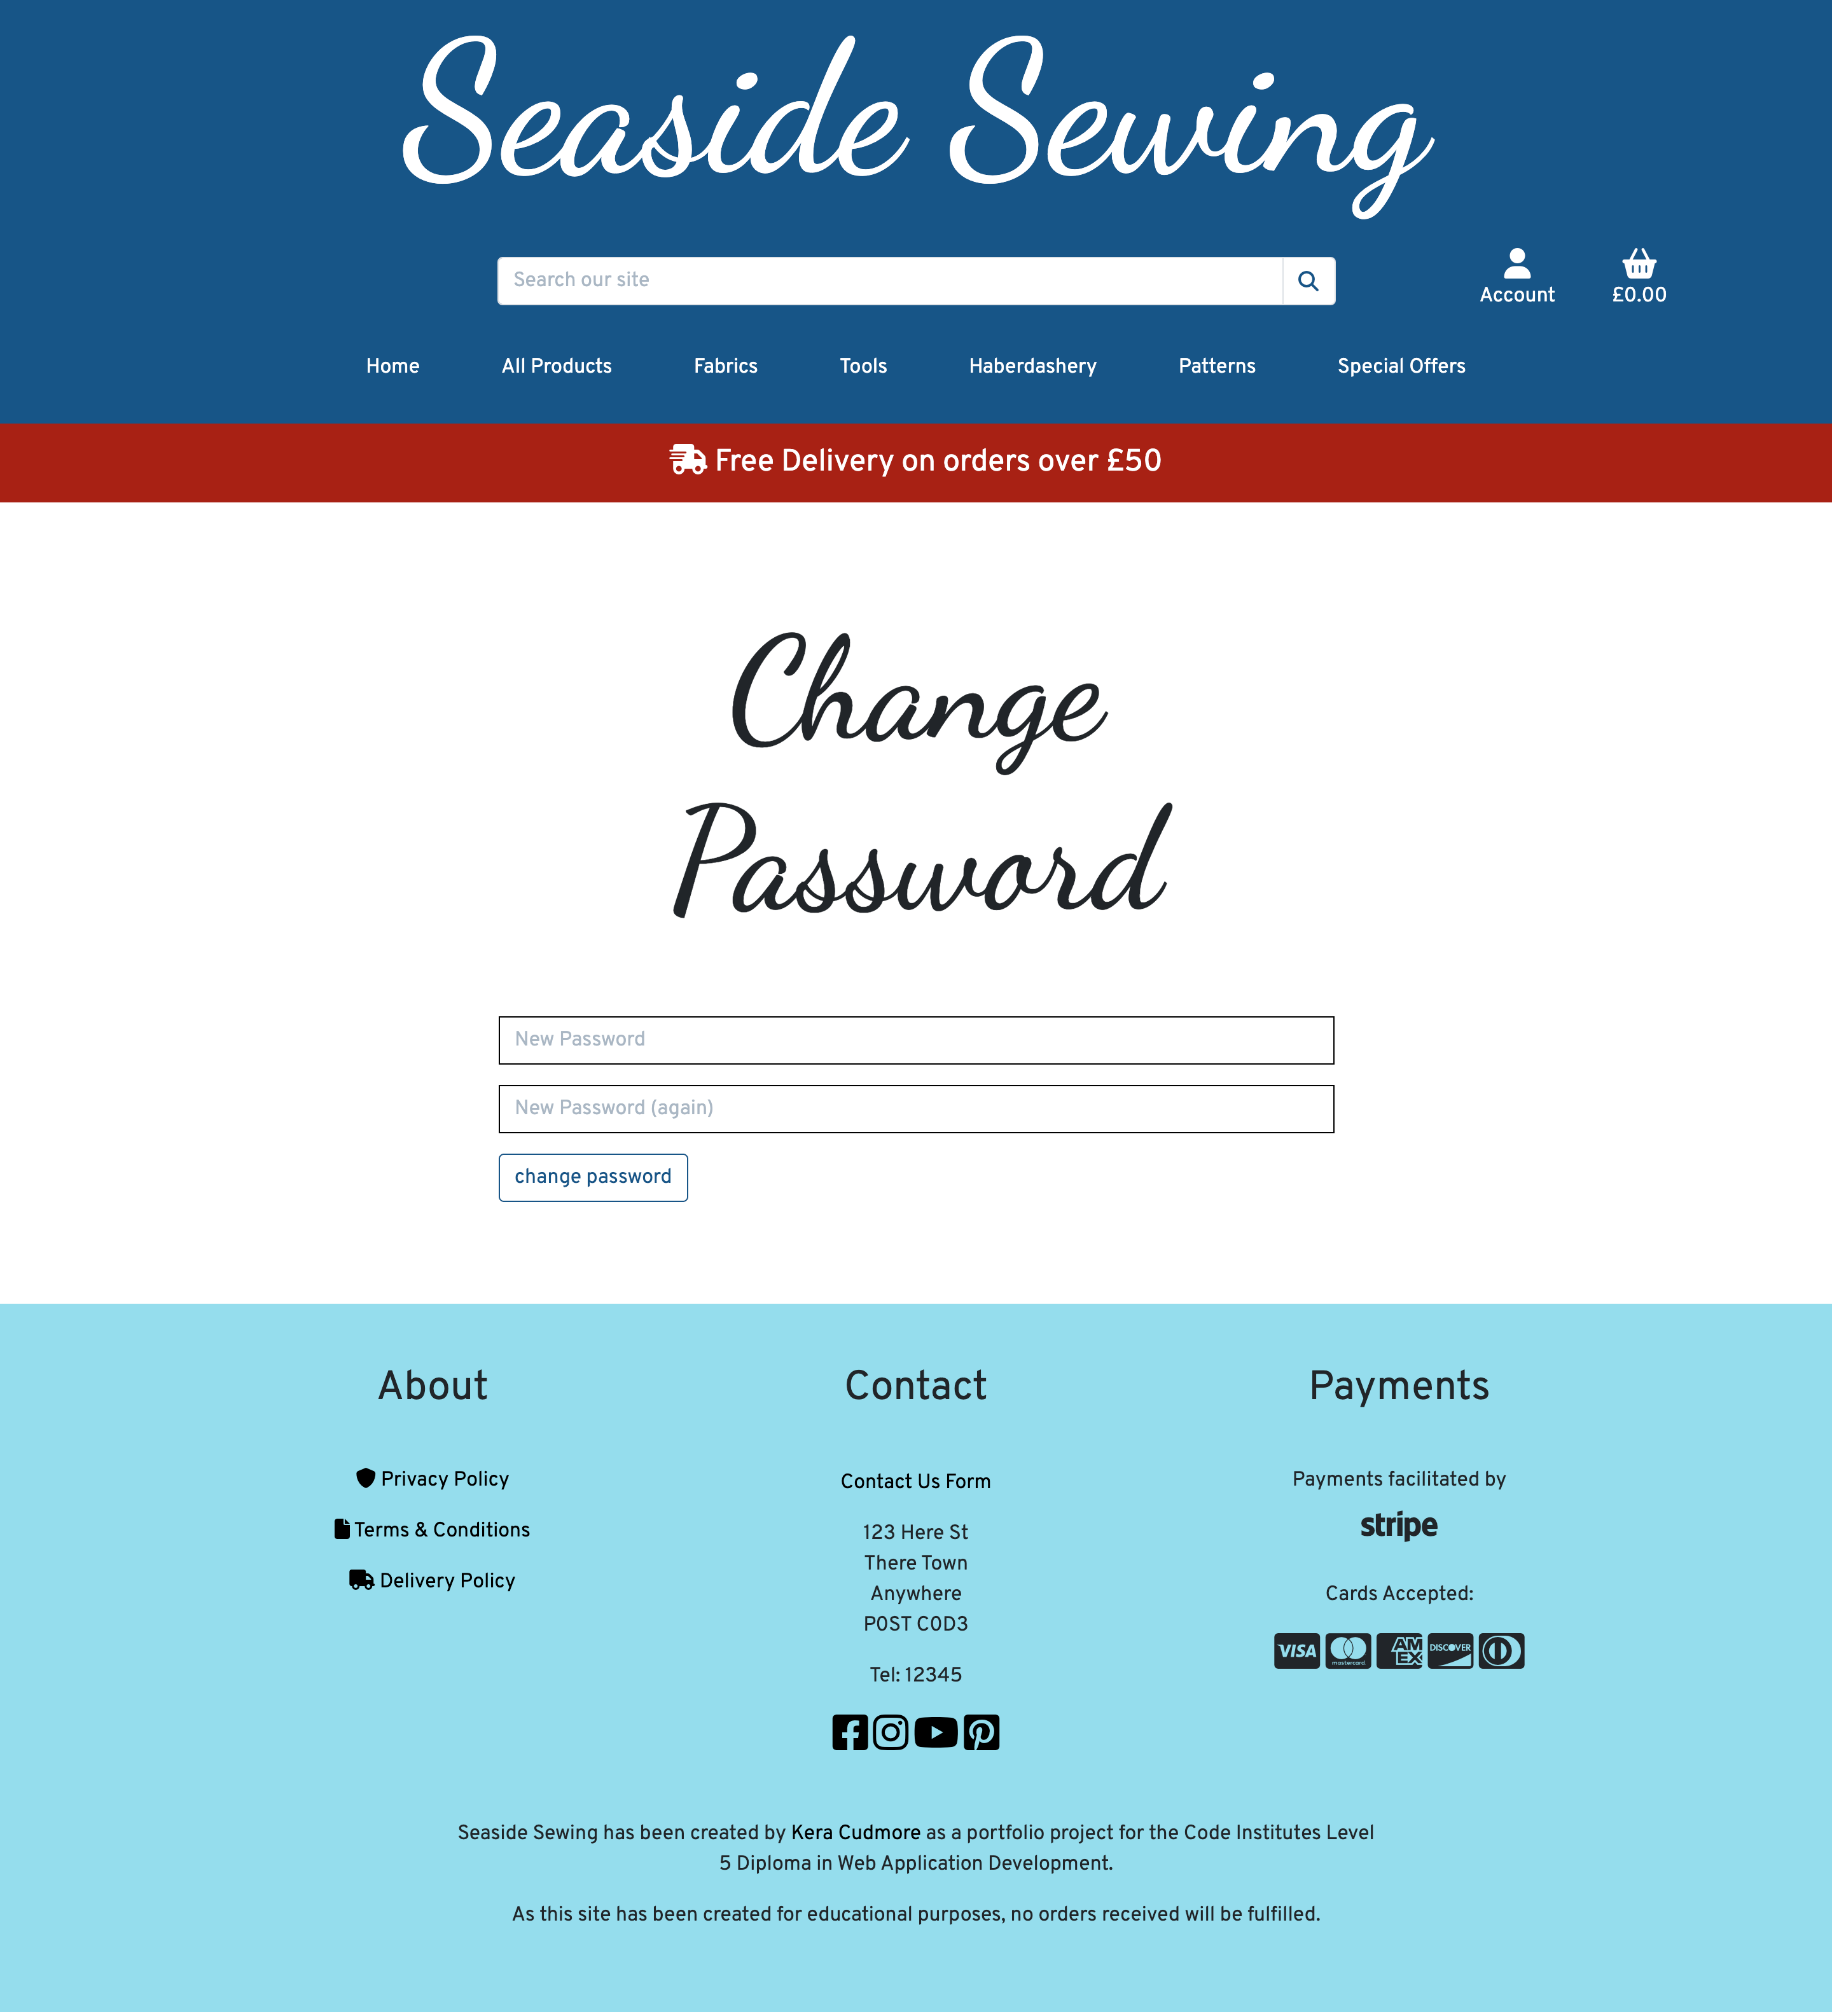 Seaside Sewing
Search our site
Account
£0.00
Home
All Products
Fabrics
Tools
Haberdashery
Patterns
Special Offers
Free Delivery on orders over £50
Change
Password
New Password
New Password (again)
change password
About
Privacy Policy
Terms & Conditions
Delivery Policy
Contact
Contact Us Form
123 Here St
There Town
Anywhere
P0ST C0D3
Tel: 12345
Payments
Payments facilitated by
stripe
Cards Accepted:
VISA
mastercard
AM
EX
DISCOVER
Seaside Sewing has been created by Kera Cudmore as a portfolio project for the Code Institutes Level
5 Diploma in Web Application Development.
As this site has been created for educational purposes, no orders received will be fulfilled.